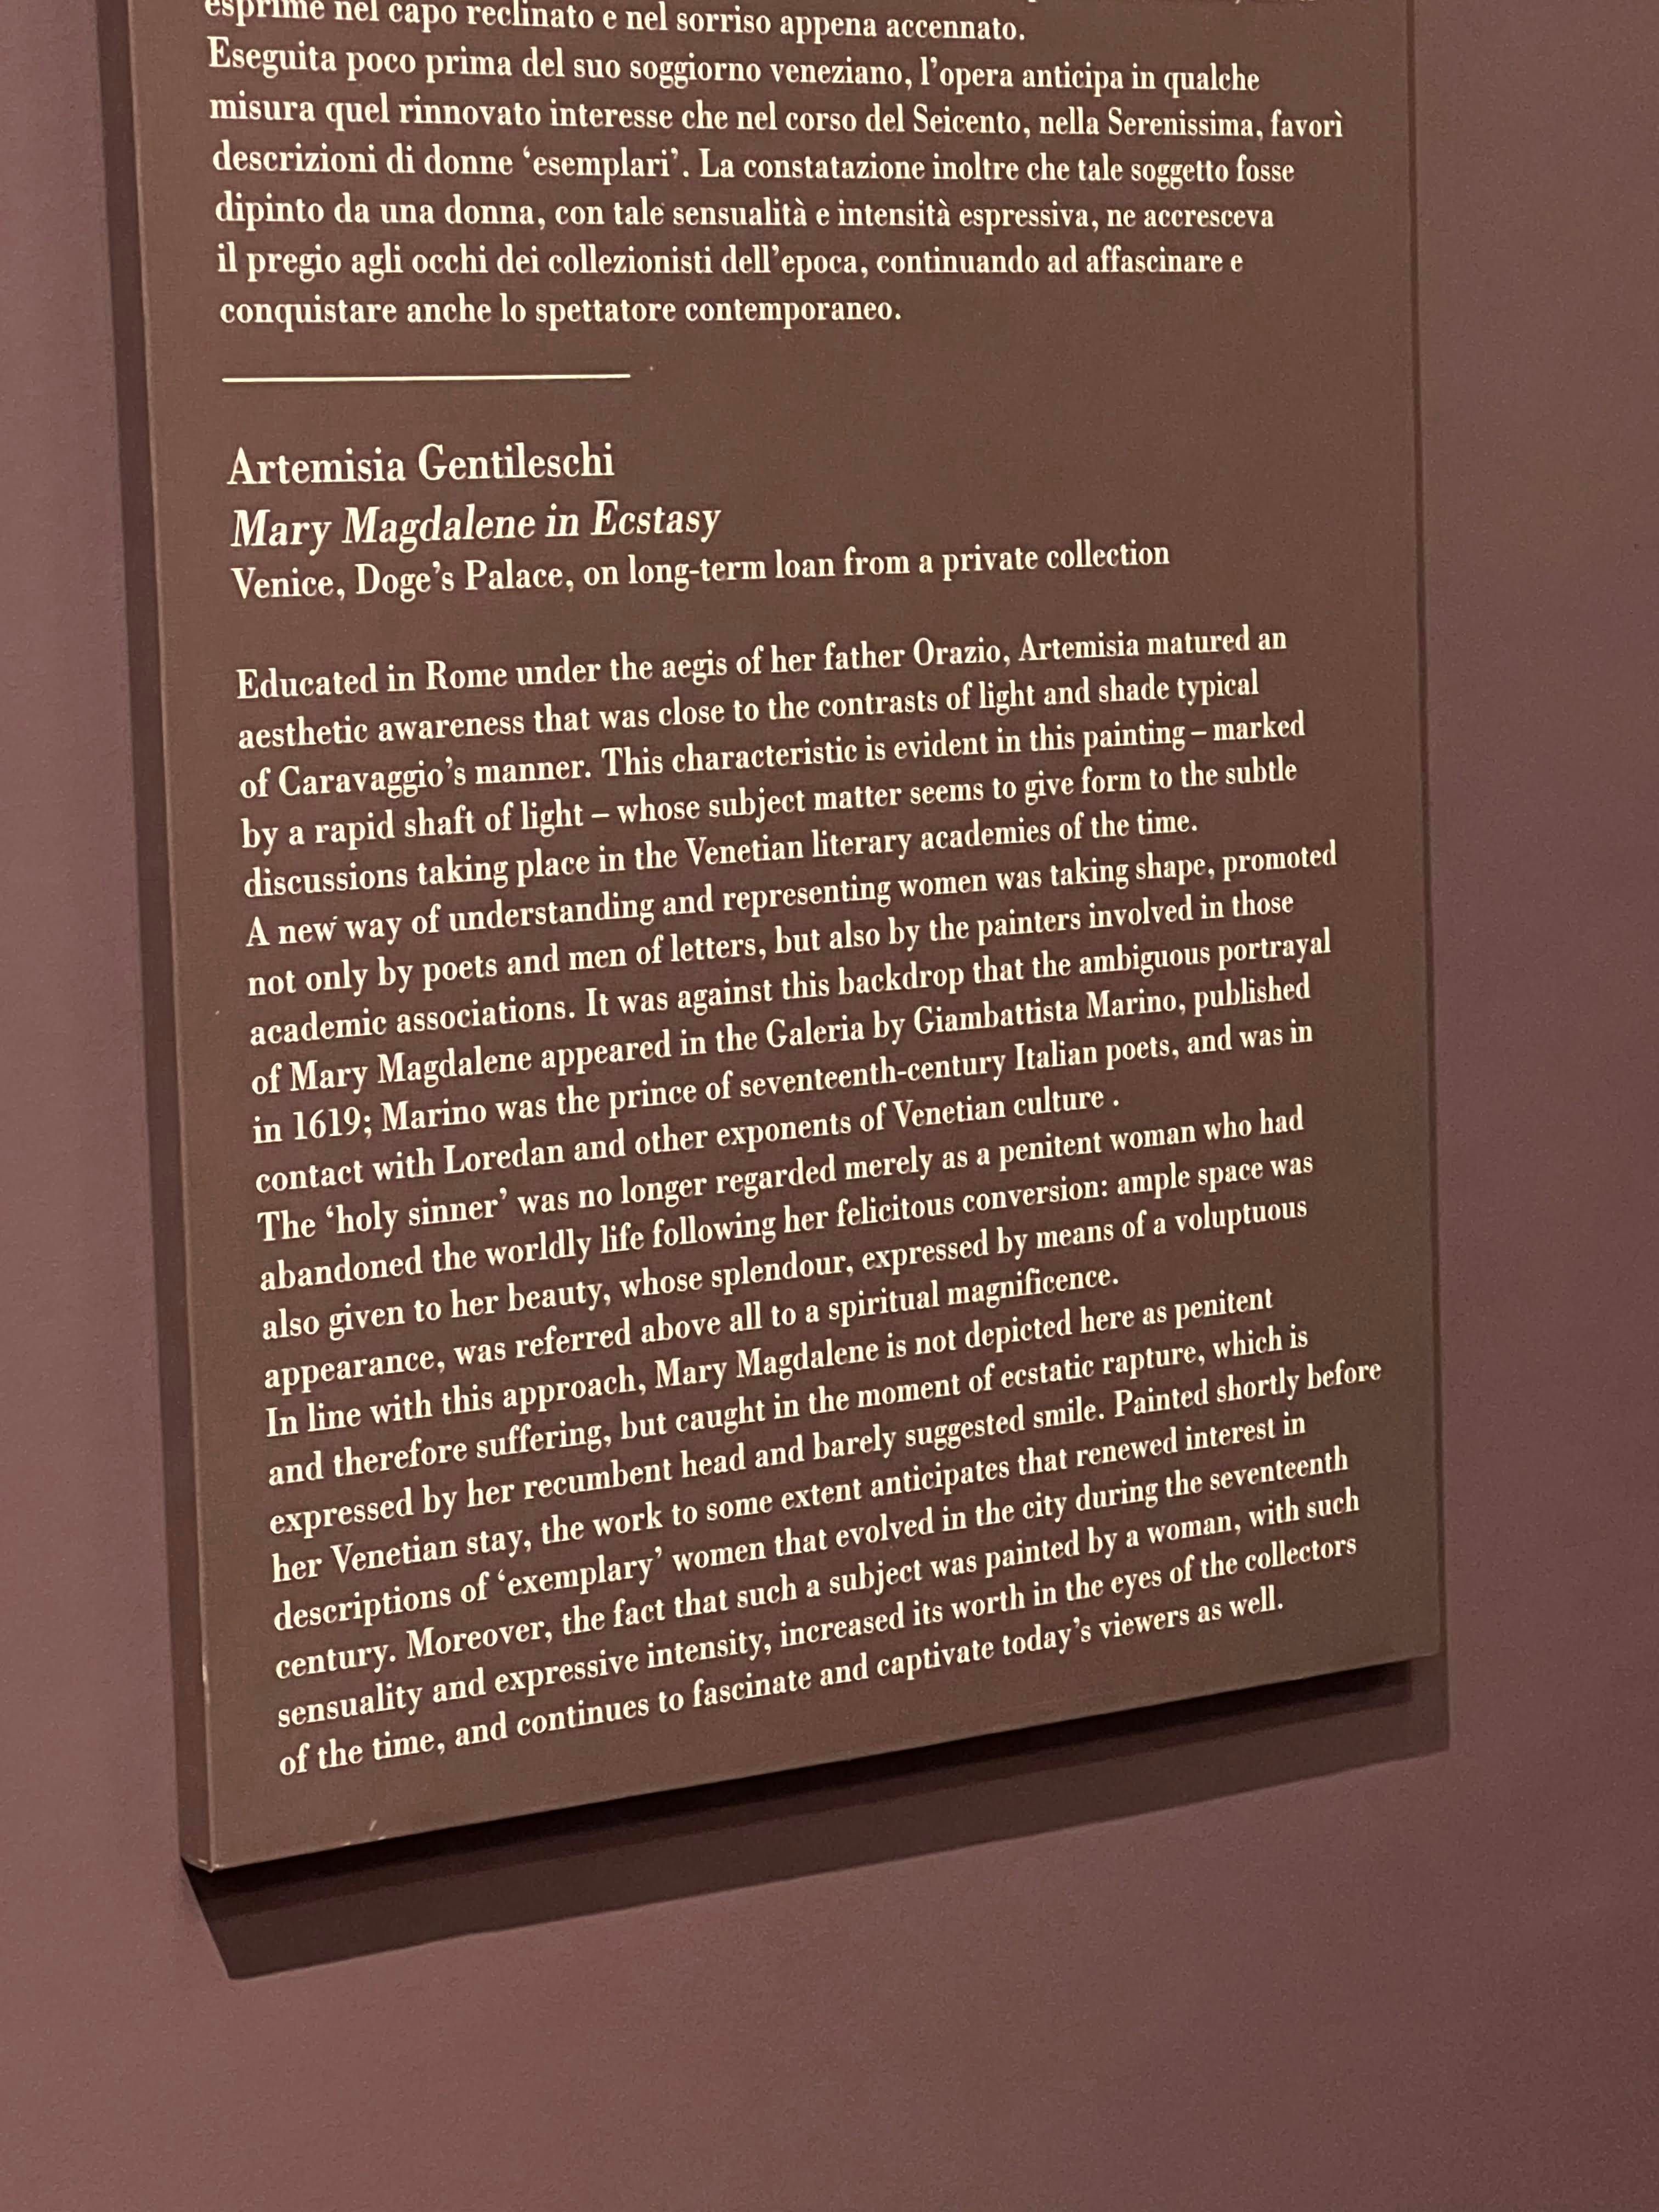 esprime nel capo reclinato e nel sorriso appena accennato.
Eseguita poco prima del suo soggiorno veneziano, l’opera anticipa in qualche
misura quel rinnovato interesse che nel corso del Seicento, nella Serenissima, favorì
descrizioni di donne ‘esemplari’. La constatazione inoltre che tale soggetto fosse
dipinto da una donna, con tale sensualità e intensità espressiva, ne accresceva
il pregio agli occhi dei collezionisti dell’epoca, continuando ad affascinare e
conquistare anche lo spettatore contemporaneo.
Artemisia Gentileschi
Mary Magdalene in Ecstasy
Venice, Doge’s Palace, on long-term loan from a private collection
Educated in Rome under the aegis of her father Orazio, Artemisia matured an
aesthetic awareness that was close to the contrasts of light and shade typical
of Caravaggio’s manner. This characteristic is evident in this painting – marked
by a rapid shaft of light – whose subject matter seems to give form to the subtle
discussions taking place in the Venetian literary academies of the time.
A new way of understanding and representing women was taking shape, promoted
not only by poets and men of letters, but also by the painters involved in those
academic associations. It was against this backdrop that the ambiguous portrayal
of Mary Magdalene appeared in the Galeria by Giambattista Marino, published
in 1619; Marino was the prince of seventeenth-century Italian poets, and was in
contact with Loredan and other exponents of Venetian culture .
The ‘holy sinner’ was no longer regarded merely as a penitent woman who had
abandoned the worldly life following her felicitous conversion: ample space was
also given to her beauty, whose splendour, expressed by means of a voluptuous
appearance, was referred above all to a spiritual magnificence.
In line with this approach, Mary Magdalene is not depicted here as penitent
and therefore suffering, but caught in the moment of ecstatic rapture, which is
expressed by her recumbent head and barely suggested smile. Painted shortly before
her Venetian stay, the work to some extent anticipates that renewed interest in
descriptions of ‘exemplary’ women that evolved in the city during the seventeenth
century. Moreover, the fact that such a subject was painted by a woman, with such
sensuality and expressive intensity, increased its worth in the eyes of the collectors
of the time, and continues to fascinate and captivate today’s viewers as well.